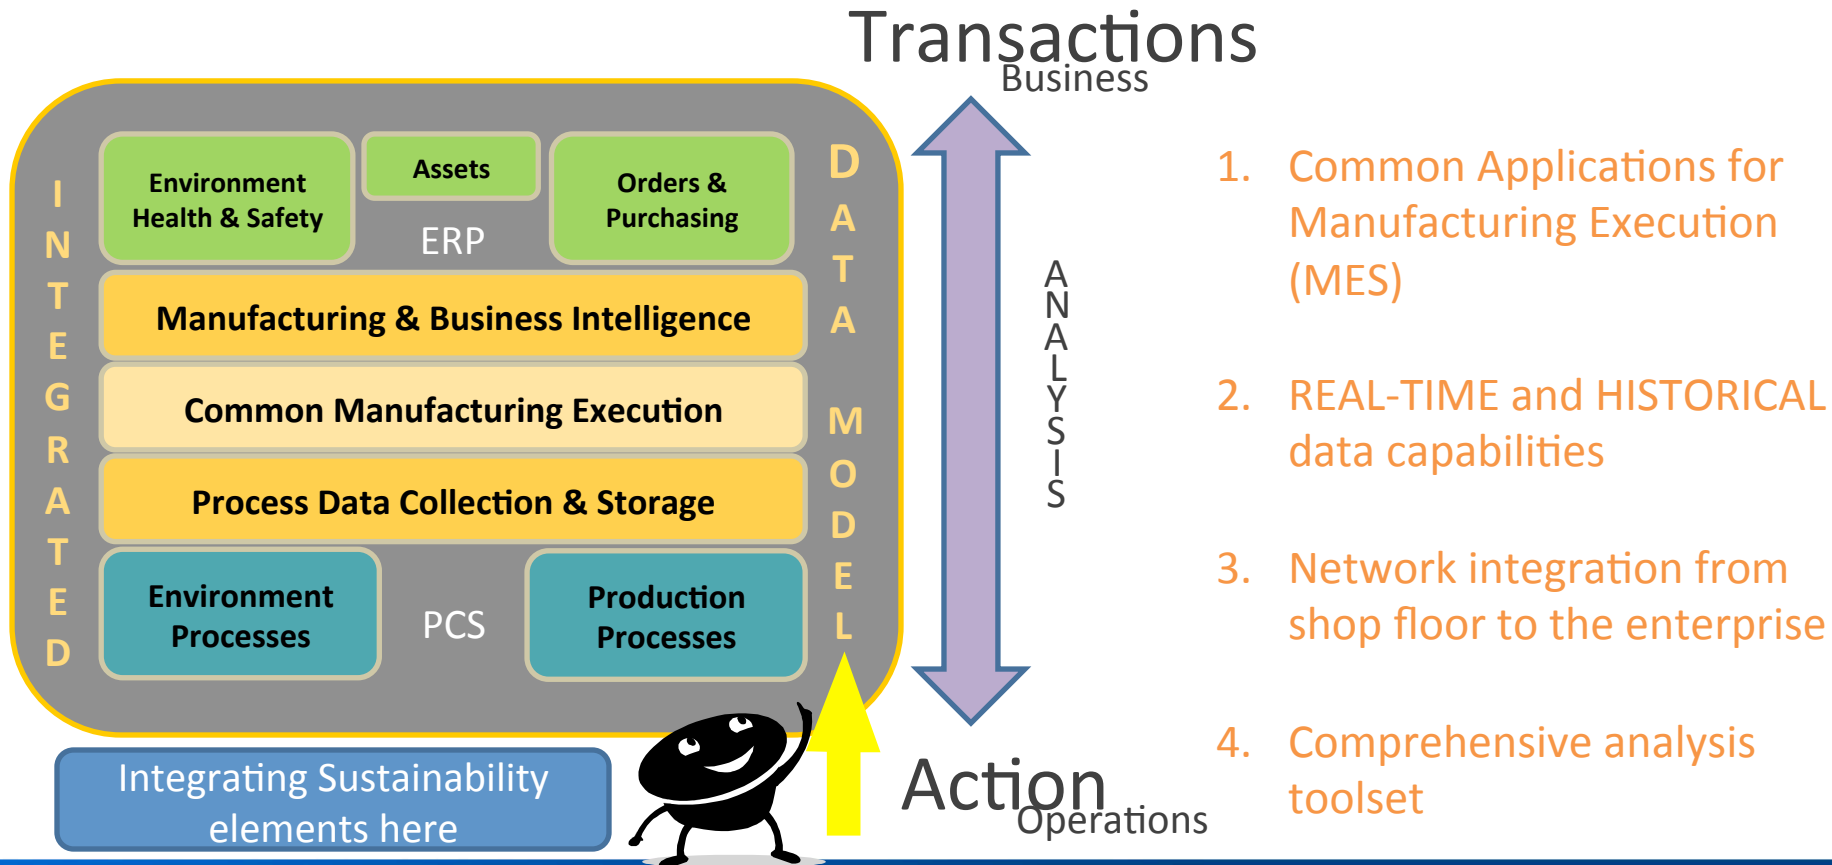 Transactions
Business
INTEGRATED
DATA MODEL
Environment
Health & Safety
Assets
Orders &
Purchasing
ERP
Manufacturing & Business Intelligence
Common Manufacturing Execution
Process Data Collection & Storage
Environment
Processes
PCS
Production
Processes
Integrating Sustainability
elements here
ANALYSIS
Action
Operations
1. Common Applications for
Manufacturing Execution
(MES)
2. REAL-TIME and HISTORICAL
data capabilities
3. Network integration from
shop floor to the enterprise
4. Comprehensive analysis
toolset